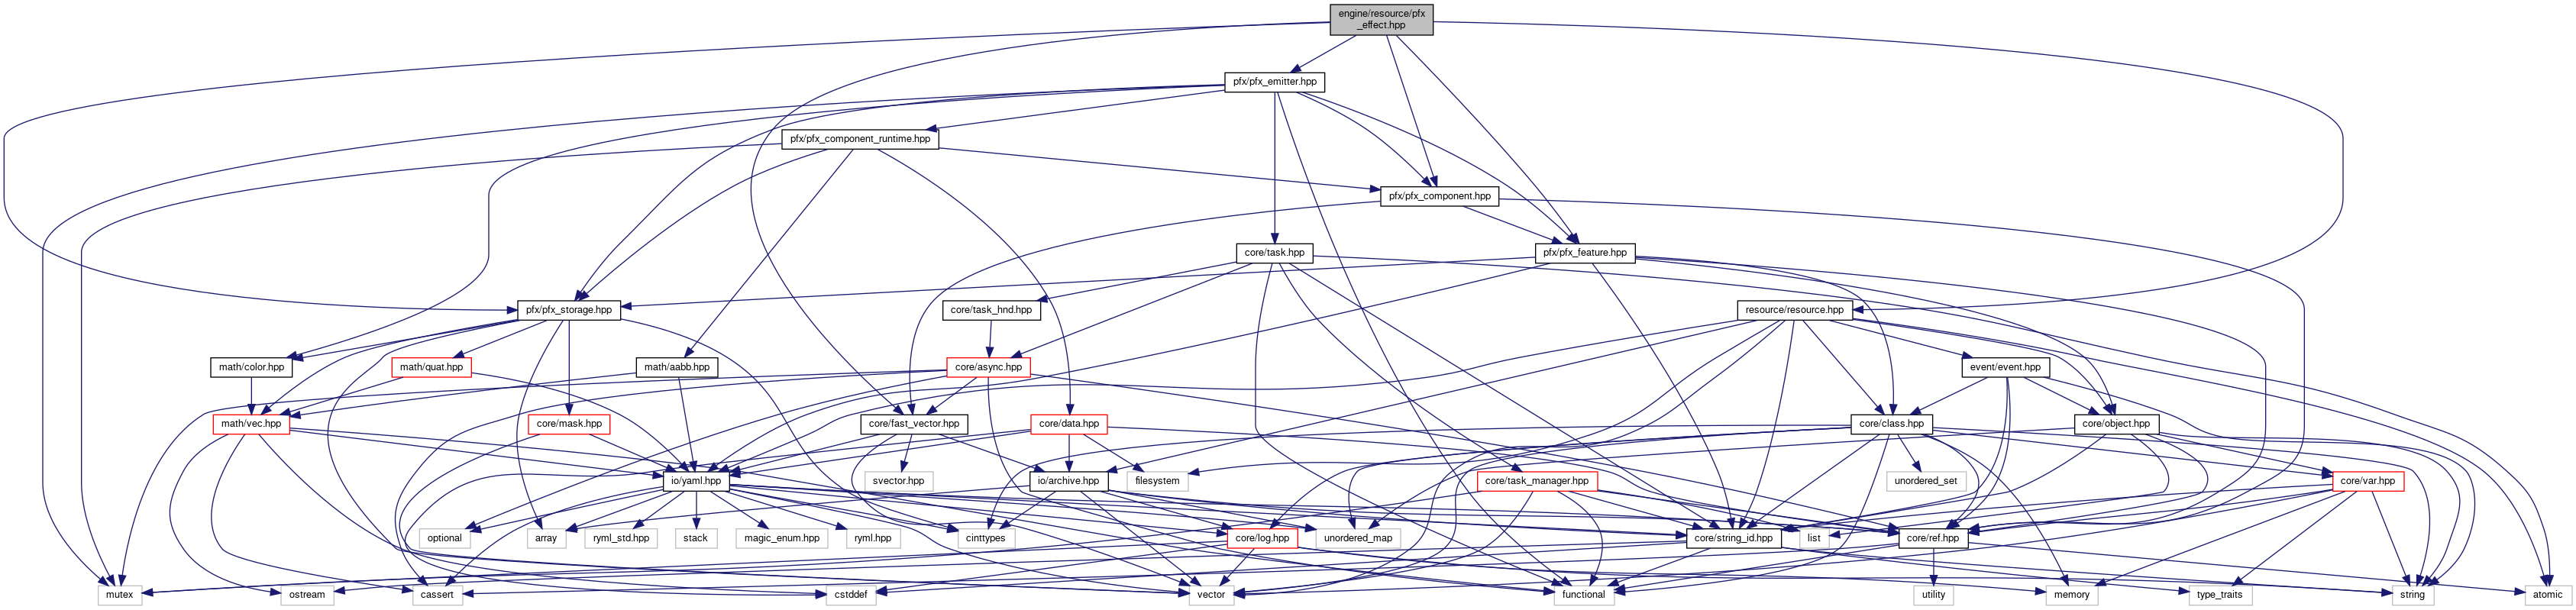 engine/resource/pfx
_effect.hpp
pfx/pfx_emitter.hpp
pfx/pfx_component_runtime.hpp
pfx/pfx_component.hpp
core/task.hpp
pfx/pfx_feature.hpp
pfx/pfx_storage.hpp
core/task_hnd.hpp
resource/resource.hpp
math/color.hpp
math/quat.hpp
math/aabb.hpp
core/async.hpp
event/event.hpp
math/vec.hpp
core/mask.hpp
core/fast_vector.hpp
core/data.hpp
core/class.hpp
core/object.hpp
io/yaml.hpp
svector.hpp
io/archive.hpp
filesystem
core/task_manager.hpp
unordered_set
core/var.hpp
optional
array
ryml_std.hpp
stack
magic_enum.hpp
ryml.hpp
cinttypes
core/log.hpp
unordered_map
core/string_id.hpp
list
core/ref.hpp
mutex
ostream
cassert
cstddef
vector
functional
utility
memory
type_traits
string
atomic